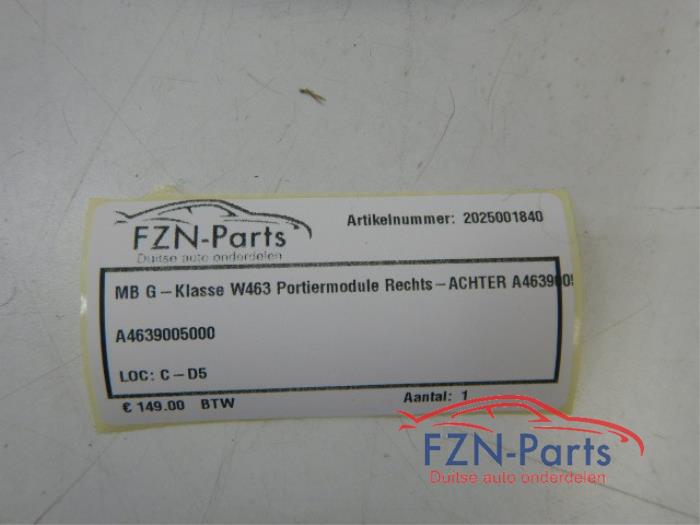 FZN-Parts
Duitse auto onderdelen
Artikelnummer: 2025001840
MB G-Klasse W463 Portiermodule Rechts-ACHTER A4639005
A4639005000
LOC: C-D5
€ 149.00 BTW
Aantal: 1
FZN-Parts
Duitse auto onderdelen